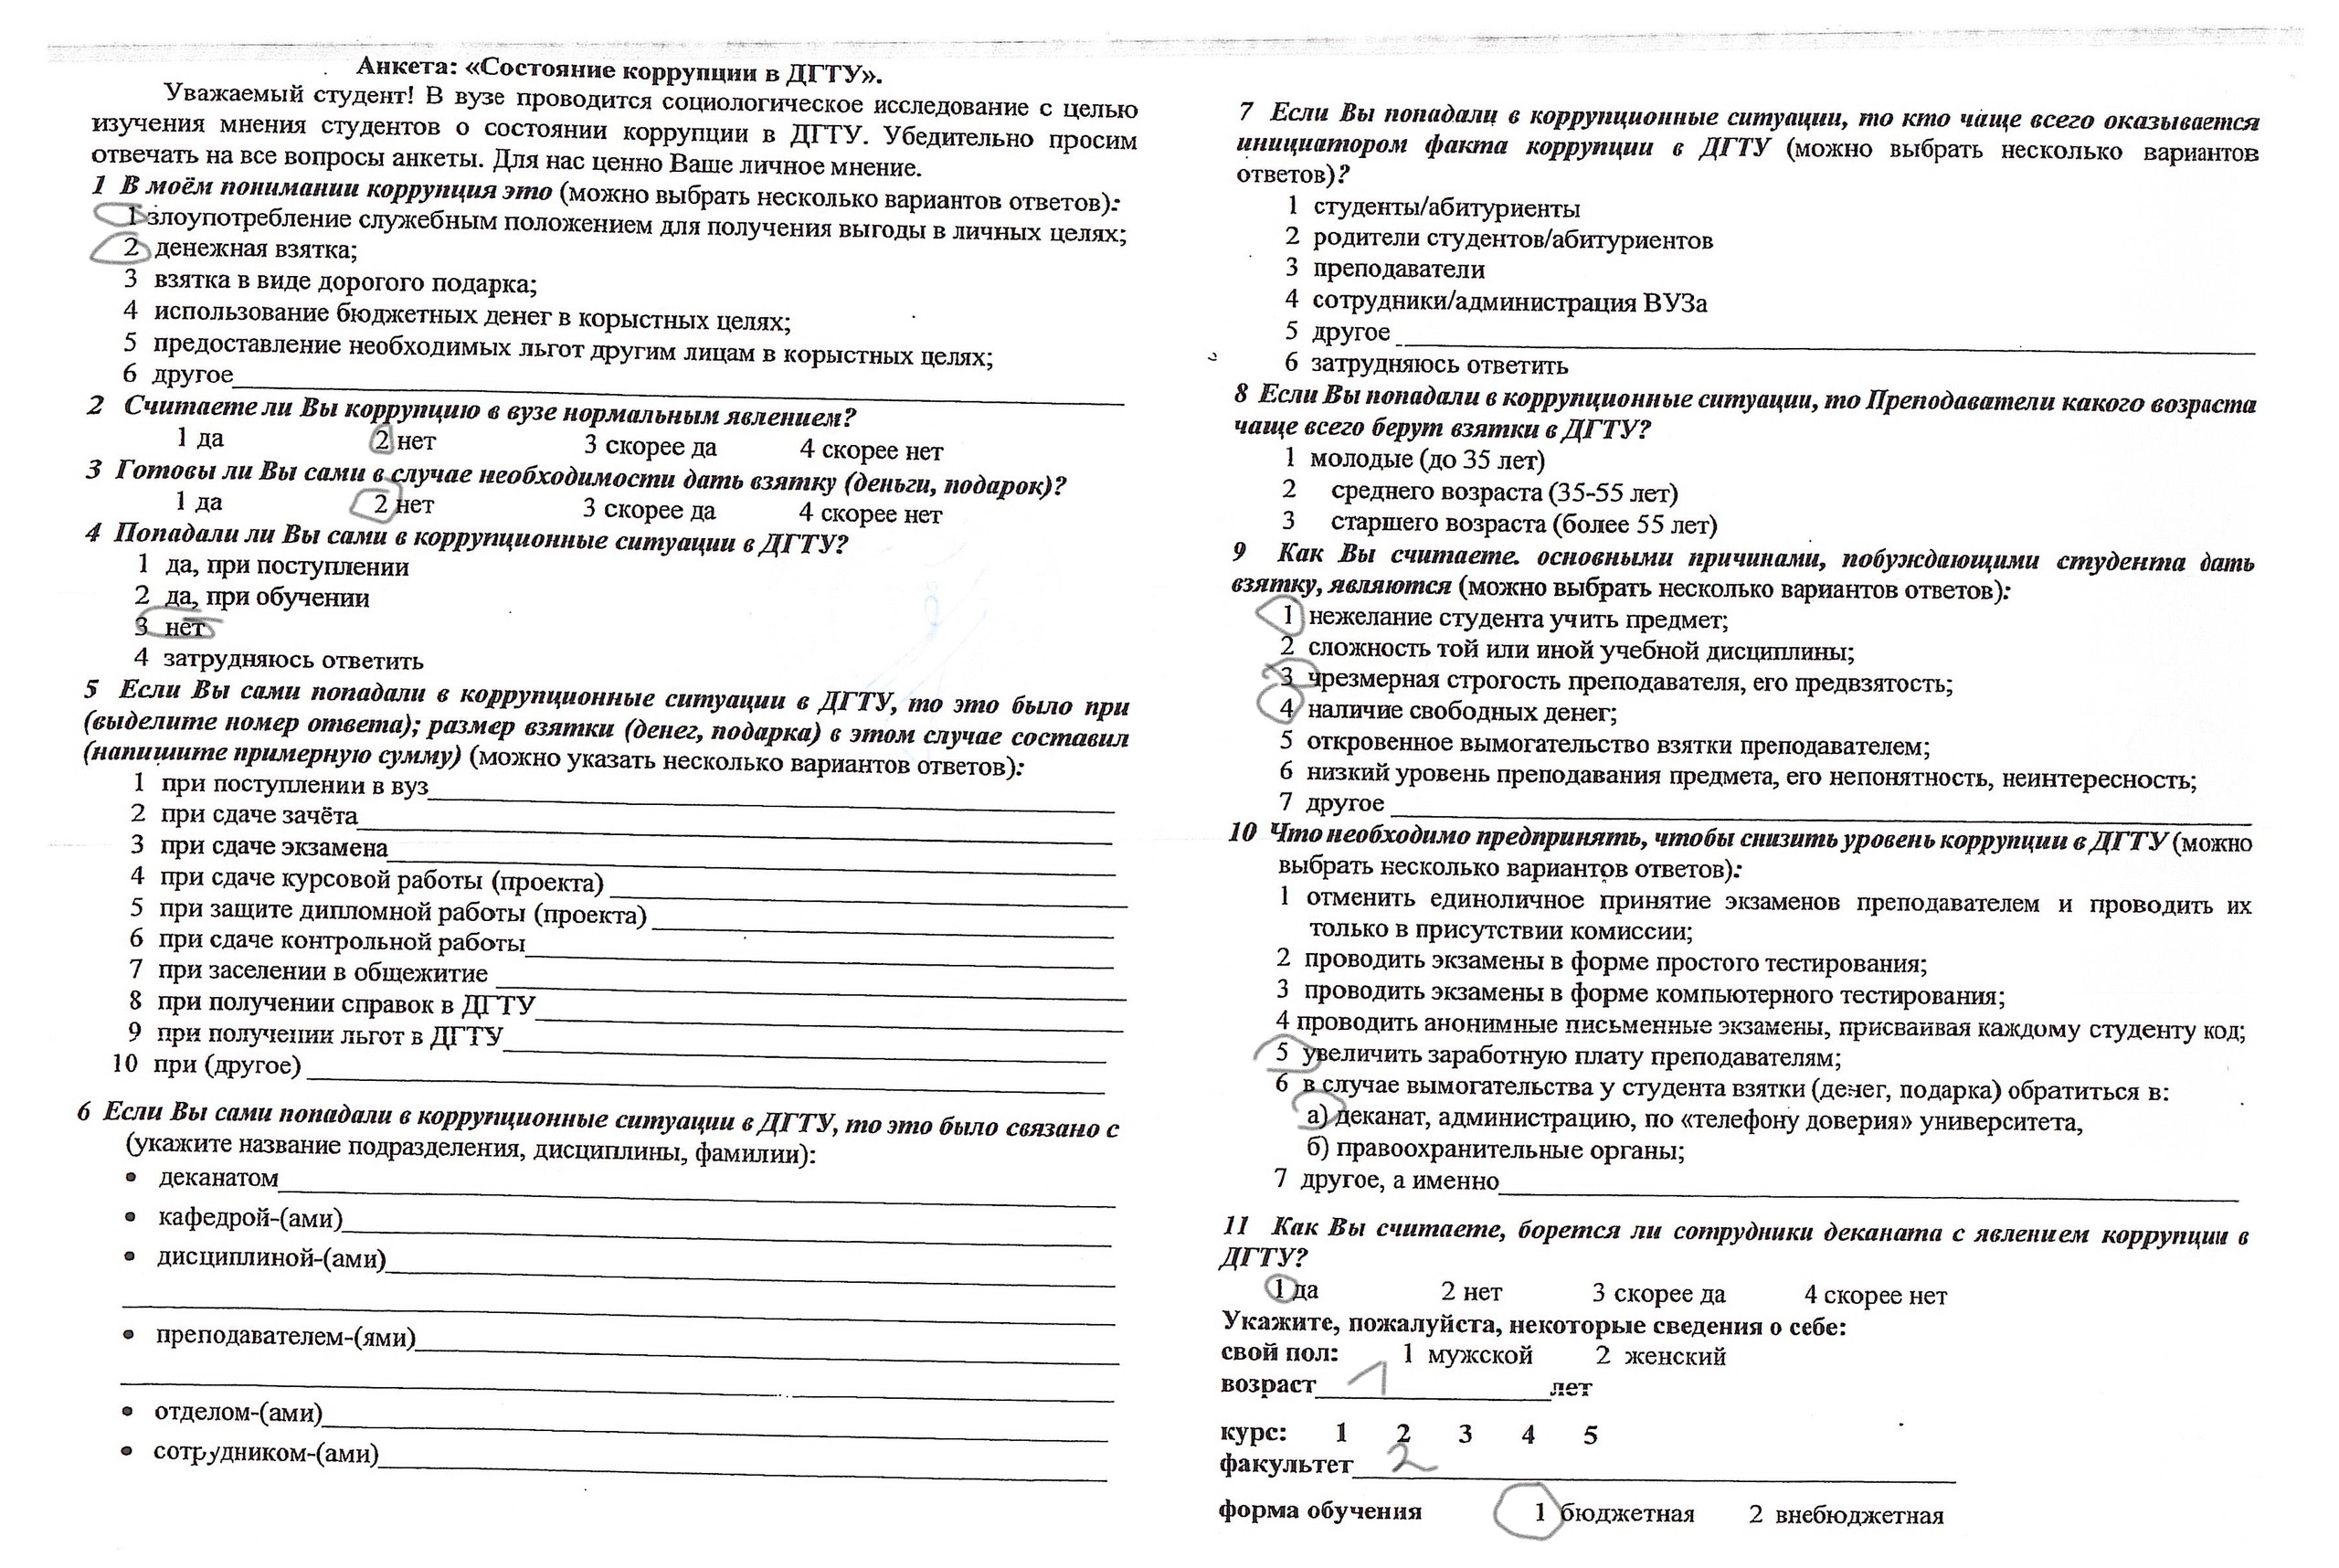 Анкета: «Состояние коррупции в ДГТУ».
Уважаемый студент! В вузе проводится социологическое исследование с целью
изучения мнения студентов о состоянии коррупции в ДГТУ. Убедительно просим
отвечать на все вопросы анкеты. Для нас ценно Ваше личное мнение.
1 В моём понимании коррупция это (можно выбрать несколько вариантов ответов):
1 злоупотребление служебным положением для получения выгоды в личных целях;
2 денежная взятка;
3 взятка в виде дорогого подарка;
4 использование бюджетных денег в корыстных целях;
5 предоставление необходимых льгот другим лицам в корыстных целях;
6 другое
2 Считаете ли Вы коррупцию в вузе нормальным явлением?
1 да 2 нет 3 скорее да 4 скорее нет
3 Готовы ли Вы сами в случае необходимости дать взятку (деньги, подарок)?
1 да 2 нет 3 скорее да 4 скорее нет
4 Попадали ли Вы сами в коррупционные ситуации в ДГТУ?
1 да, при поступлении
2 да, при обучении
3 нет
4 затрудняюсь ответить
5 Если Вы сами попадали в коррупционные ситуации в ДГТУ, то это было при
(выделите номер ответа); размер взятки (денег, подарка) в этом случае составил
(напишите примерную сумму) (можно указать несколько вариантов ответов):
1 при поступлении в вуз
2 при сдаче зачёта
3 при сдаче экзамена
4 при сдаче курсовой работы (проекта)
5 при защите дипломной работы (проекта)
6 при сдаче контрольной работы
7 при заселении в общежитие
8 при получении справок в ДГТУ
9 при получении льгот в ДГТУ
10 при (другое)
6 Если Вы сами попадали в коррупционные ситуации в ДГТУ, то это было связано с
(укажите название подразделения, дисциплины, фамилии):
• деканатом
• кафедрой-(ами)
• дисциплиной-(ами)
• преподавателем-(ями)
• отделом-(ами)
• сотрудником-(ами)
7 Если Вы попадали в коррупционные ситуации, то кто чаще всего оказывается
инициатором факта коррупции в ДГТУ (можно выбрать несколько вариантов
ответов)?
1 студенты/абитуриенты
2 родители студентов/абитуриентов
3 преподаватели
4 сотрудники/администрация ВУЗа
5 другое
6 затрудняюсь ответить
8 Если Вы попадали в коррупционные ситуации, то Преподаватели какого возраста
чаще всего берут взятки в ДГТУ?
1 молодые (до 35 лет)
2 среднего возраста (35-55 лет)
3 старшего возраста (более 55 лет)
9 Как Вы считаете. основными причинами, побуждающими студента дать
взятку, являются (можно выбрать несколько вариантов ответов):
1 нежелание студента учить предмет;
2 сложность той или иной учебной дисциплины;
3 чрезмерная строгость преподавателя, его предвзятость;
4 наличие свободных денег;
5 откровенное вымогательство взятки преподавателем;
6 низкий уровень преподавания предмета, его непонятность, неинтересность;
7 другое
10 Что необходимо предпринять, чтобы снизить уровень коррупции в ДГТУ (можно
выбрать несколько вариантов ответов):
1 отменить единоличное принятие экзаменов преподавателем и проводить их
только в присутствии комиссии;
2 проводить экзамены в форме простого тестирования;
3 проводить экзамены в форме компьютерного тестирования;
4 проводить анонимные письменные экзамены, присваивая каждому студенту код;
5 увеличить заработную плату преподавателям;
6 в случае вымогательства у студента взятки (денег, подарка) обратиться в:
а) деканат, администрацию, по «телефону доверия» университета,
б) правоохранительные органы;
7 другое, а именно
11 Как Вы считаете, борется ли сотрудники деканата с явлением коррупции в
ДГТУ?
1 да 2 нет 3 скорее да 4 скорее нет
Укажите, пожалуйста, некоторые сведения о себе:
свой пол: 1 мужской 2 женский
возраст 1 лет
курс: 1 2 3 4 5
факультет 2
форма обучения 1 бюджетная 2 внебюджетная